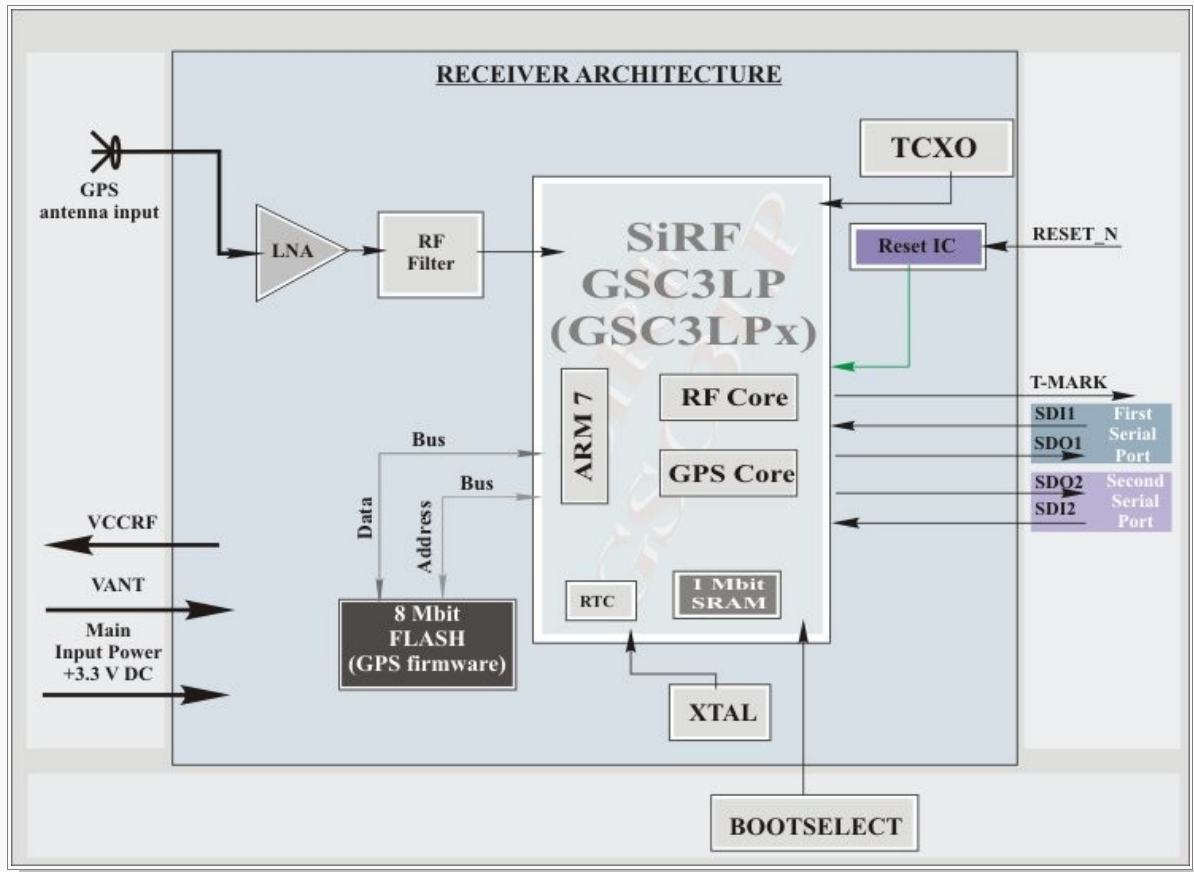 RECEIVER ARCHITECTURE
TCXO
GPS
antenna input
LNA
RF
Filter
SiRF
GSC3LP
(GSC3LPx)
Reset IC
RESET_N
T-MARK
SDI1
First
Serial
Port
SDO1
SDO2
Second
Serial
Port
SDI2
RF Core
GPS Core
ARM 7
Bus
Bus
Data
Address
VCCRF
VANT
Main
Input Power
+3.3 V DC
8 Mbit
FLASH
(GPS firmware)
RTC
1 Mbit
SRAM
XTAL
BOOTSELECT